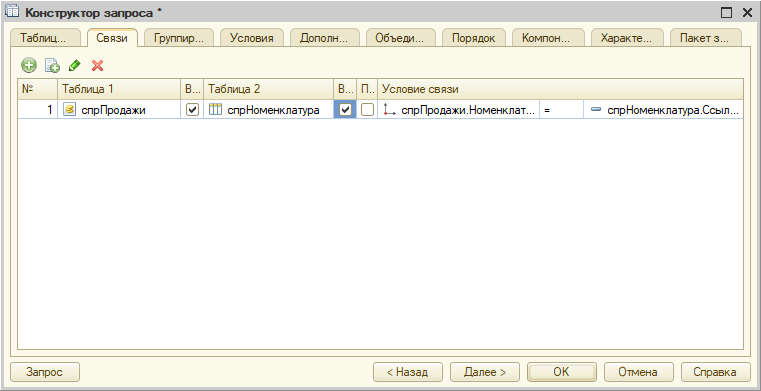 Конструктор запроса *
Таблиц... Связи Группир... Условия Дополн... Объеди... Порядок Компон... Характе... Пакет з...
№ Таблица 1 В... Таблица 2 В... П... Условие связи
1 спрПродажи спрНоменклатура спрПродажи.Номенклат... = спрНоменклатура.Ссыл...
Запрос < Назад Далее > OK Отмена Справка